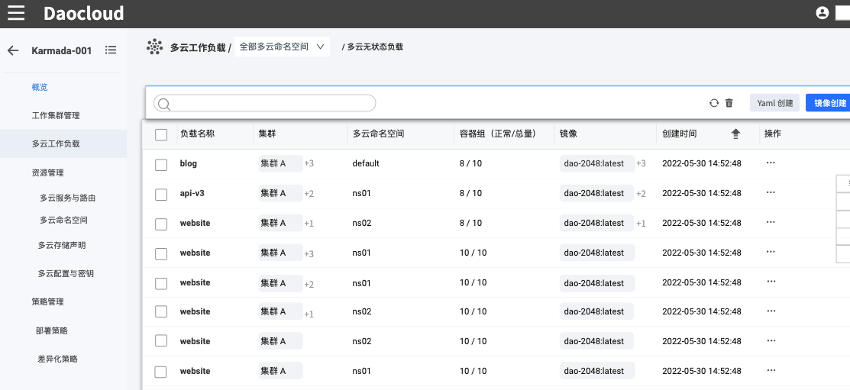 Daocloud
Karmada-001
多云工作负载 / 全部多云命名空间 / 多云无状态负载
概览
工作集群管理
多云工作负载
资源管理
多云服务与路由
多云命名空间
多云存储声明
多云配置与密钥
策略管理
部署策略
差异化策略
Yaml 创建 镜像创建
负载名称 集群 多云命名空间 容器组（正常/总量） 镜像 创建时间 操作
blog 集群 A +3 default 8 / 10 dao-2048:latest +3 2022-05-30 14:52:48 ···
api-v3 集群 A +2 ns01 8 / 10 dao-2048:latest +2 2022-05-30 14:52:48 ···
website 集群 A +1 ns02 8 / 10 dao-2048:latest +1 2022-05-30 14:52:48 ···
website 集群 A +3 ns01 10 / 10 dao-2048:latest 2022-05-30 14:52:48 ···
website 集群 A +2 ns01 10 / 10 dao-2048:latest 2022-05-30 14:52:48 ···
website 集群 A +1 ns02 10 / 10 dao-2048:latest 2022-05-30 14:52:48 ···
website 集群 A ns02 10 / 10 dao-2048:latest 2022-05-30 14:52:48 ···
website 集群 A ns01 10 / 10 dao-2048:latest 2022-05-30 14:52:48 ···